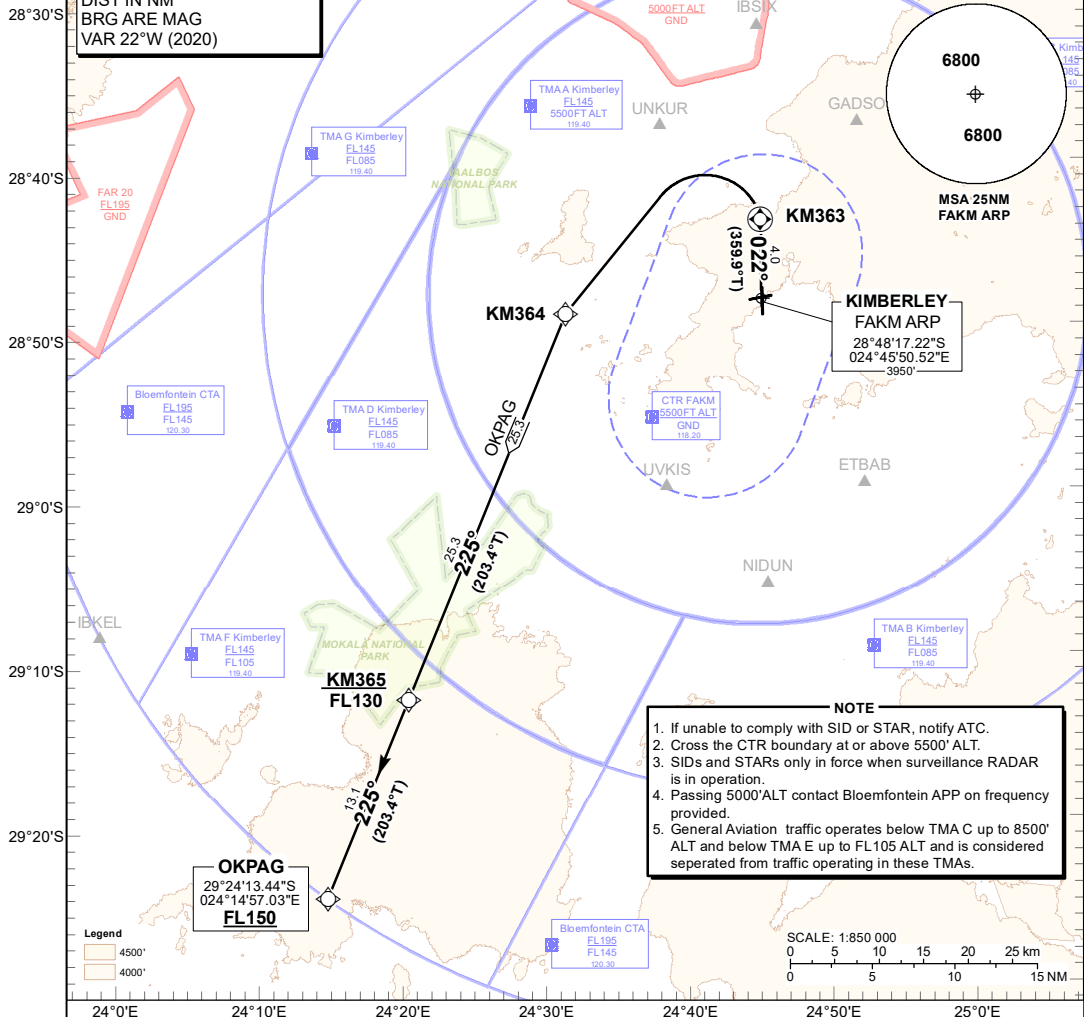 DIST IN NM
BRG ARE MAG
VAR 22°W (2020)
28°30'S
28°40'S
28°50'S
29°0'S
29°10'S
29°20'S
5000FT ALT
GND
IBSIX
TMA A Kimberley
FL145
5500FT ALT
119.40
UNKUR
GADSO
6800
6800
MSA 25NM
FAKM ARP
TMA G Kimberley
FL145
FL085
119.40
FAR 20
FL195
GND
NATIONAL PARK
KM363
4.0
022°
(359.9°T)
KM364
KIMBERLEY
FAKM ARP
28°48'17.22"S
024°45'50.52"E
3950'
Bloemfontein CTA
FL195
FL145
120.30
TMA D Kimberley
FL145
FL085
119.40
CTR FAKM
5500FT ALT
GND
118.20
OKPAG
25.3
UVKIS
ETBAB
25.3
225°
(203.4°T)
NIDUN
IBKEL
TMA F Kimberley
FL145
FL105
119.40
MOKALA NATIONAL
PARK
TMA B Kimberley
FL145
FL085
119.40
KM365
FL130
NOTE
1. If unable to comply with SID or STAR, notify ATC.
2. Cross the CTR boundary at or above 5500' ALT.
3. SIDs and STARs only in force when surveillance RADAR
is in operation.
4. Passing 5000'ALT contact Bloemfontein APP on frequency
provided.
5. General Aviation traffic operates below TMA C up to 8500'
ALT and below TMA E up to FL105 ALT and is considered
seperated from traffic operating in these TMAs.
13.1
225°
(203.4°T)
OKPAG
29°24'13.44"S
024°14'57.03"E
FL150
Legend
4500'
4000'
Bloemfontein CTA
FL195
FL145
120.30
SCALE: 1:850 000
0 5 10 15 20 25 km
0 5 10 15 NM
24°0'E 24°10'E 24°20'E 24°30'E 24°40'E 24°50'E 25°0'E